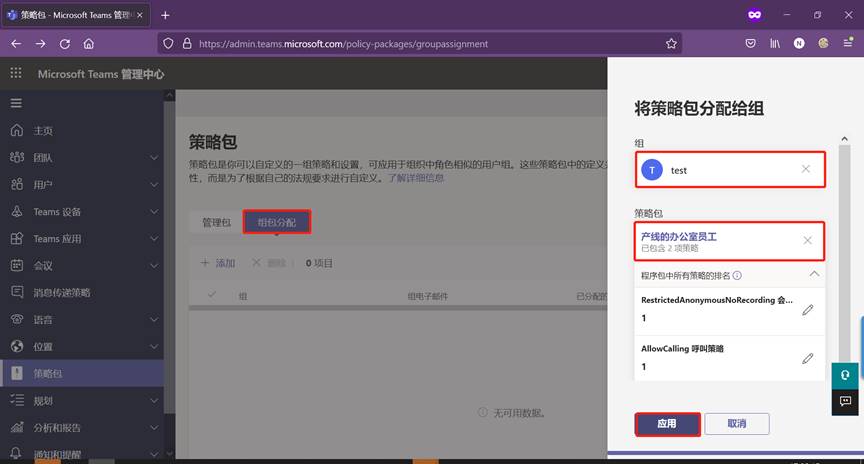 策略包 - Microsoft Teams 管理中
https://admin.teams.microsoft.com/policy-packages/groupassignment
N
Microsoft Teams 管理中心
主页
团队
用户
Teams 设备
Teams 应用
会议
消息传递策略
语音
位置
策略包
规划
分析和报告
通知和提醒
策略包
策略包是你可以自定义的一组策略和设置，可应用于组织中角色相似的用户组。这些策略包中的定义
性，而是为了根据自己的法规要求进行自定义。了解详细信息
管理包 组包分配
添加 删除 0 项目
组 组电子邮件 已分配的
无可用数据。
将策略包分配给组
组
T test
策略包
产线的办公室员工
已包含 2 项策略
程序包中所有策略的排名
RestrictedAnonymousNoRecording 会...
1
AllowCalling 呼叫策略
1
应用 取消